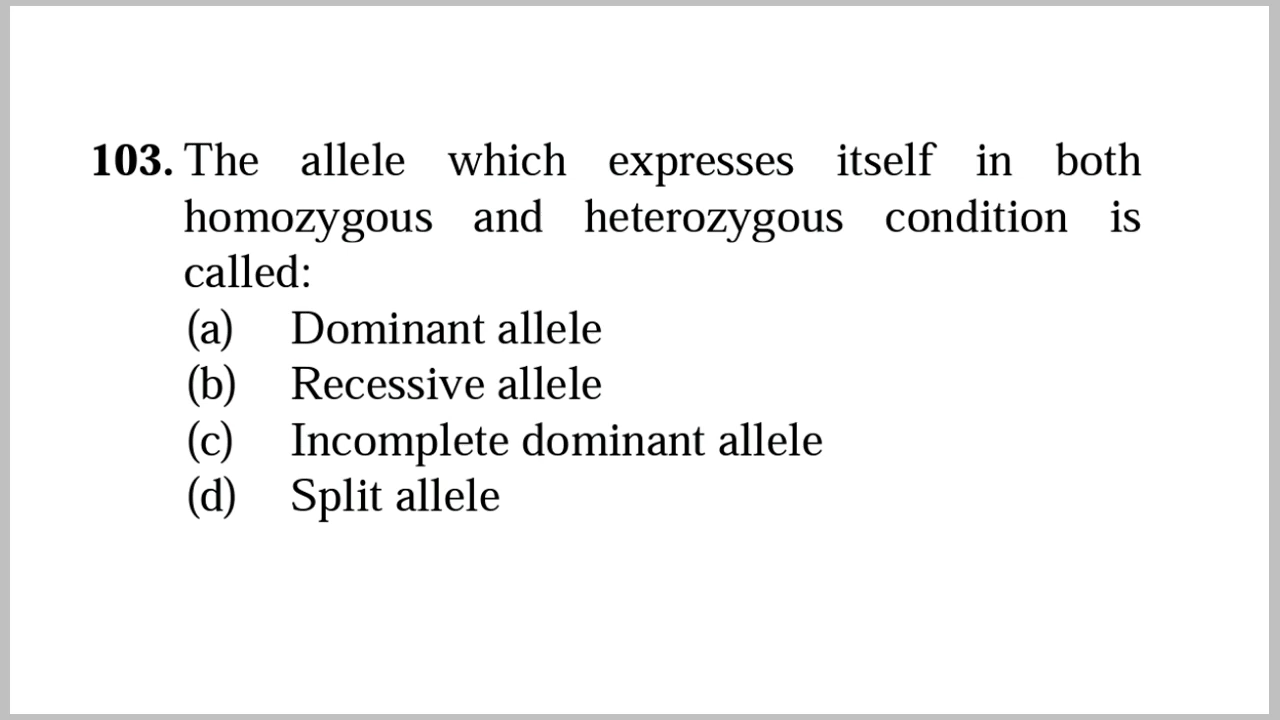 103. The allele which expresses itself in both
homozygous and heterozygous condition is
called:
(a) Dominant allele
(b) Recessive allele
(c) Incomplete dominant allele
(d) Split allele